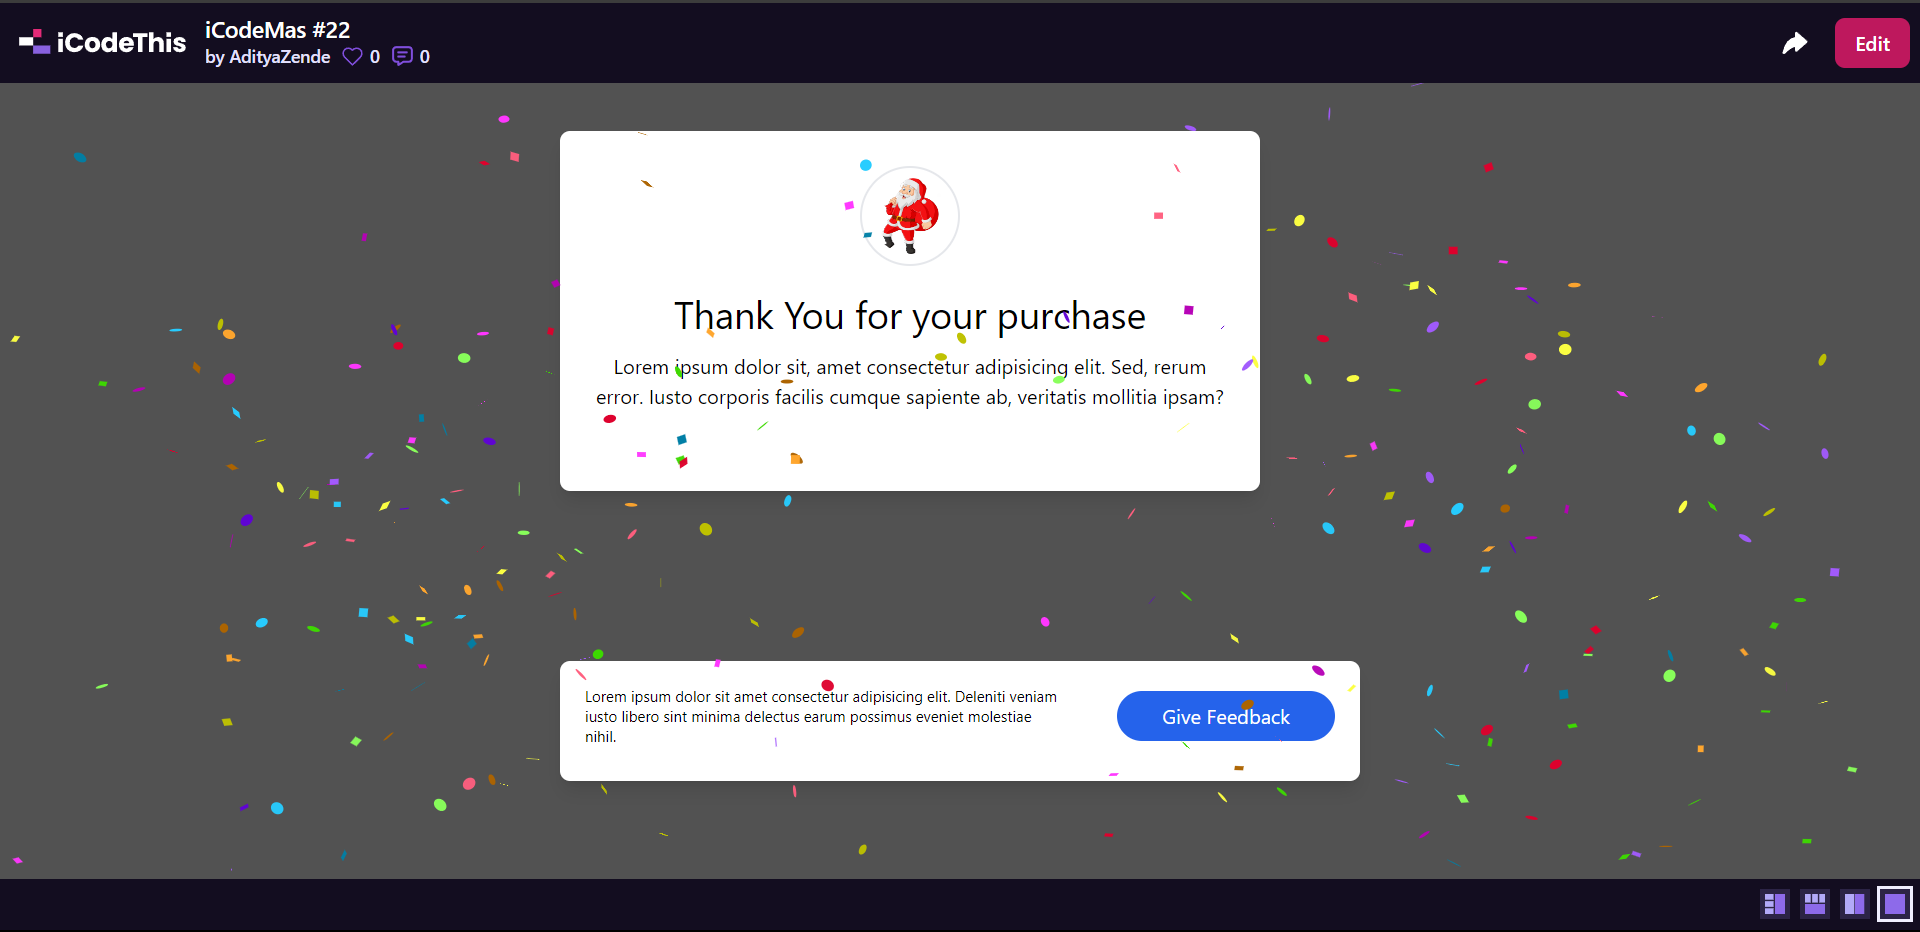 iCodeThis
iCodeMas #22
by AdityaZende 0 0
Edit
Thank You for your purchase
Lorem ipsum dolor sit, amet consectetur adipisicing elit. Sed, rerum
error. Iusto corporis facilis cumque sapiente ab, veritatis mollitia ipsam?
Lorem ipsum dolor sit amet consectetur adipisicing elit. Deleniti veniam
iusto libero sint minima delectus earum possimus eveniet molestiae
nihil.
Give Feedback